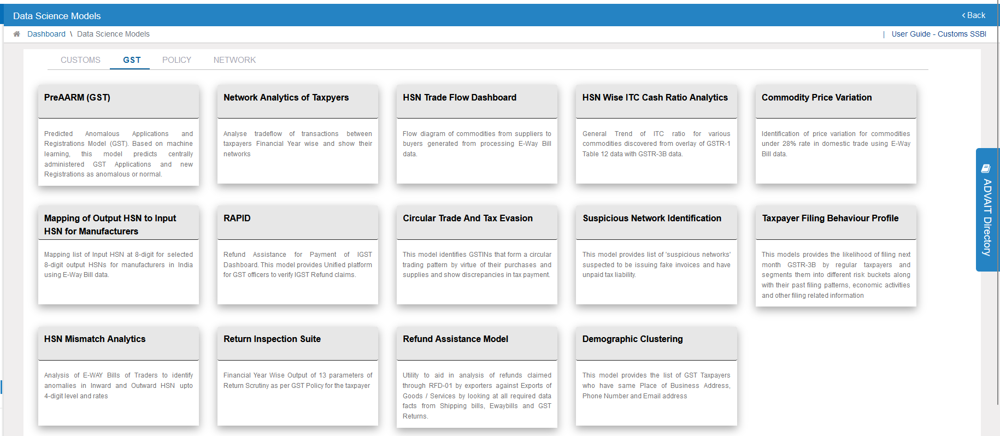 Data Science Models
Back
Dashboard \ Data Science Models
| User Guide - Customs SSBI
CUSTOMS GST POLICY NETWORK
PreAARM (GST)
Predicted Anomalous Applications and
Registrations Model (GST). Based on machine
learning, this model predicts centrally
administered GST Applications and new
Registrations as anomalous or normal.
Network Analytics of Taxpyers
Analyse tradeflow of transactions between
taxpayers Financial Year wise and show their
networks
HSN Trade Flow Dashboard
Flow diagram of commodities from suppliers to
buyers generated from processing E-Way Bill
data.
HSN Wise ITC Cash Ratio Analytics
General Trend of ITC ratio for various
commodities discovered from overlay of GSTR-1
Table 12 data with GSTR-3B data.
Commodity Price Variation
Identification of price variation for commodities
under 28% rate in domestic trade using E-Way
Bill data.
ADVAIT Directory
Mapping of Output HSN to Input
HSN for Manufacturers
Mapping list of Input HSN at 8-digit for selected
8-digit output HSNs for manufacturers in India
using E-Way Bill data.
RAPID
Refund Assistance for Payment of IGST
Dashboard. This model provides Unified platform
for GST officers to verify IGST Refund claims.
Circular Trade And Tax Evasion
This model identifies GSTINs that form a circular
trading pattern by virtue of their purchases and
supplies and show discrepancies in tax payment.
Suspicious Network Identification
This model provides list of 'suspicious networks'
suspected to be issuing fake invoices and have
unpaid tax liability.
Taxpayer Filing Behaviour Profile
This models provides the likelihood of filing next
month GSTR-3B by regular taxpayers and
segments them into different risk buckets along
with their past filing patterns, economic activities
and other filing related information
HSN Mismatch Analytics
Analysis of E-WAY Bills of Traders to identify
anomalies in Inward and Outward HSN upto
4-digit level and rates
Return Inspection Suite
Financial Year Wise Output of 13 parameters of
Return Scrutiny as per GST Policy for the taxpayer
Refund Assistance Model
Utility to aid in analysis of refunds claimed
through RFD-01 by exporters against Exports of
Goods / Services by looking at all required data
facts from Shipping bills, Ewaybills and GST
Returns.
Demographic Clustering
This model provides the list of GST Taxpayers
who have same Place of Business Address,
Phone Number and Email address